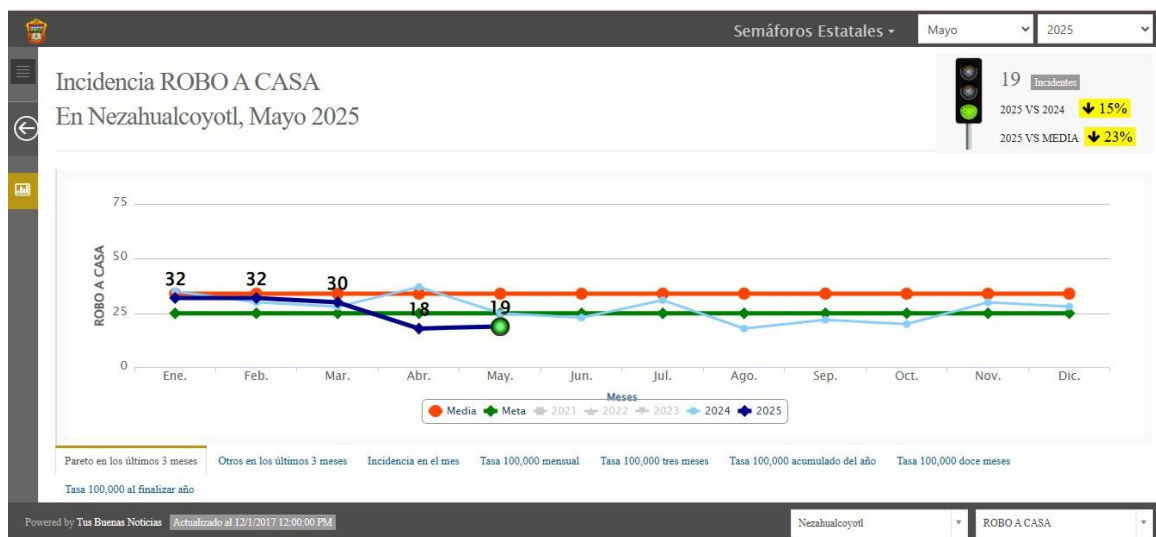 Semáforos Estatales
Mayo
2025
Incidencia ROBO A CASA
En Nezahualcoyotl, Mayo 2025
19 Incidentes
2025 VS 2024 15%
2025 VS MEDIA 23%
75
50
25
0
ROBO A CASA
32 32 30 18 19
Ene. Feb. Mar. Abr. May. Jun. Jul. Ago. Sep. Oct. Nov. Dic.
Meses
Media Meta 2021 2022 2023 2024 2025
Pareto en los últimos 3 meses Otros en los últimos 3 meses Incidencia en el mes Tasa 100,000 mensual Tasa 100,000 tres meses Tasa 100,000 acumulado del año Tasa 100,000 doce meses
Tasa 100,000 al finalizar año
Powered by Tus Buenas Noticias Actualizado al 12/1/2017 12:00:00 PM
Nezahualcoyotl
ROBO A CASA